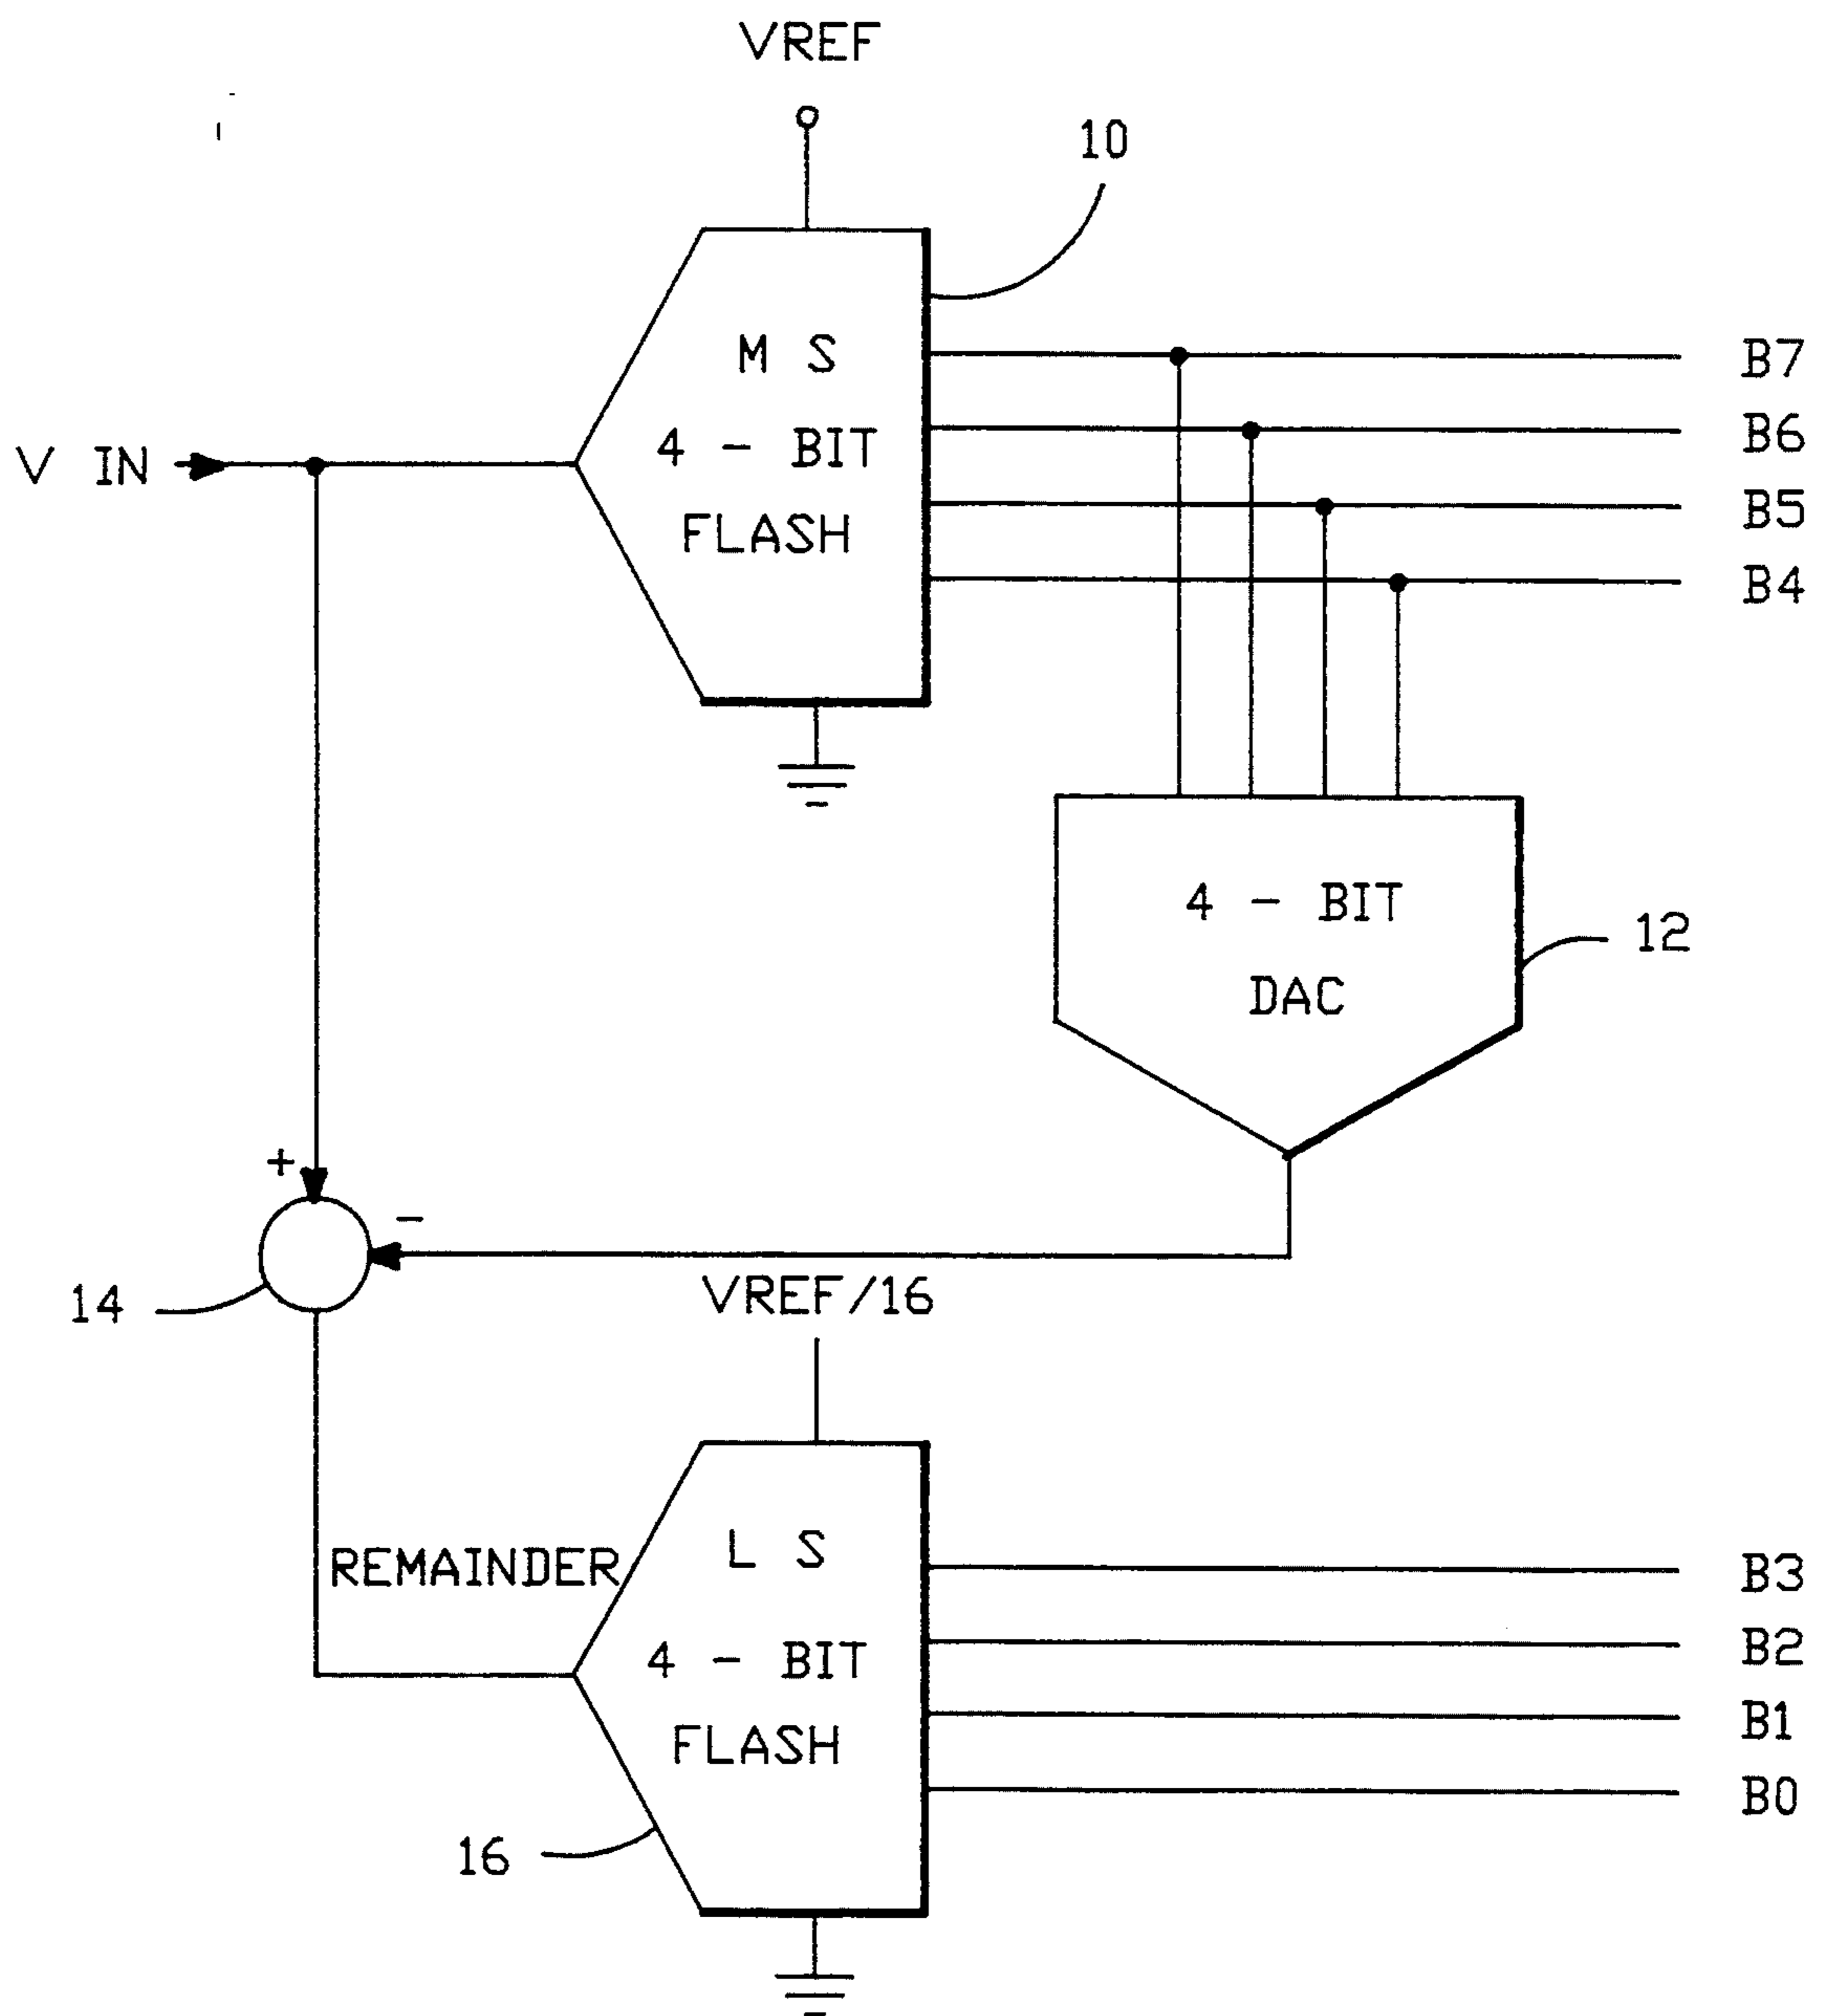 VREF
10
M S
B7
4 - BIT
B6
V IN
B5
FLASH
B4
4 - BIT
12
DAC
+
-
14
VREF/16
L S
REMAINDER
B3
4 - BIT
B2
B1
FLASH
B0
16